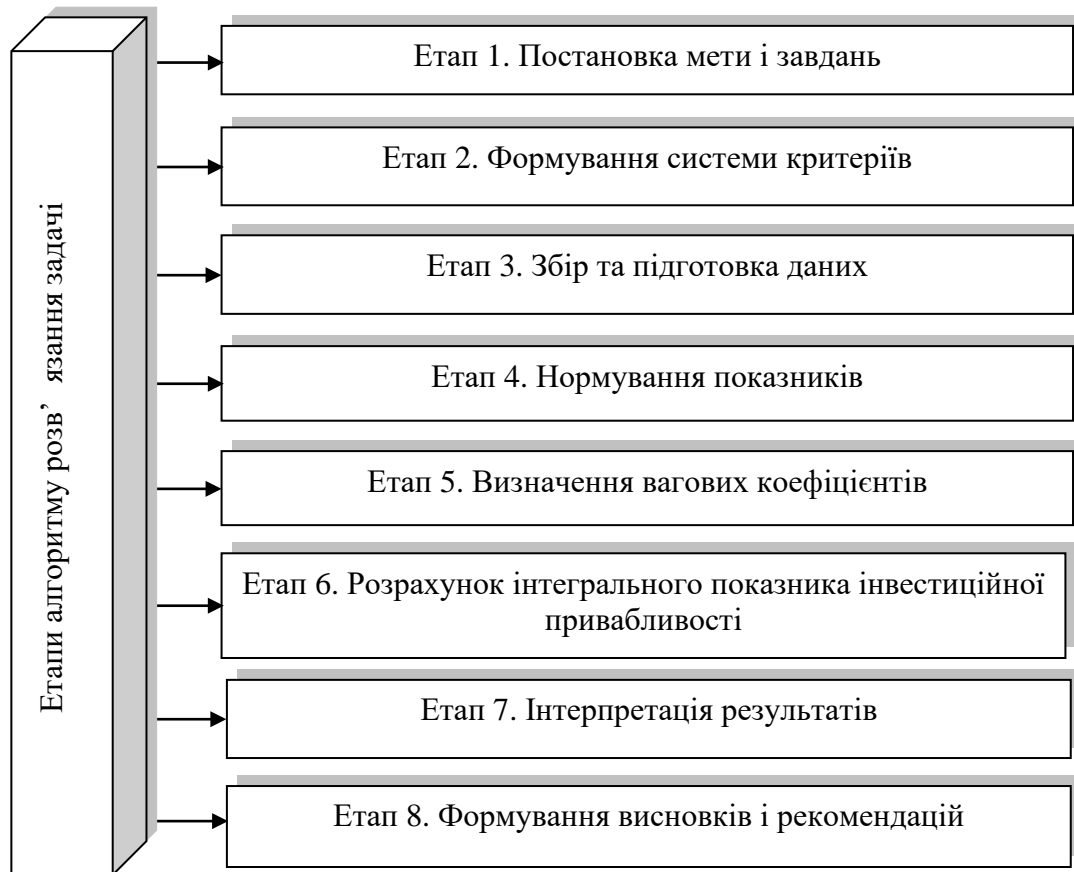 Етапи алгоритму розв’ язання задачі
Етап 1. Постановка мети і завдань
Етап 2. Формування системи критеріїв
Етап 3. Збір та підготовка даних
Етап 4. Нормування показників
Етап 5. Визначення вагових коефіцієнтів
Етап 6. Розрахунок інтегрального показника інвестиційної
привабливості
Етап 7. Інтерпретація результатів
Етап 8. Формування висновків і рекомендацій